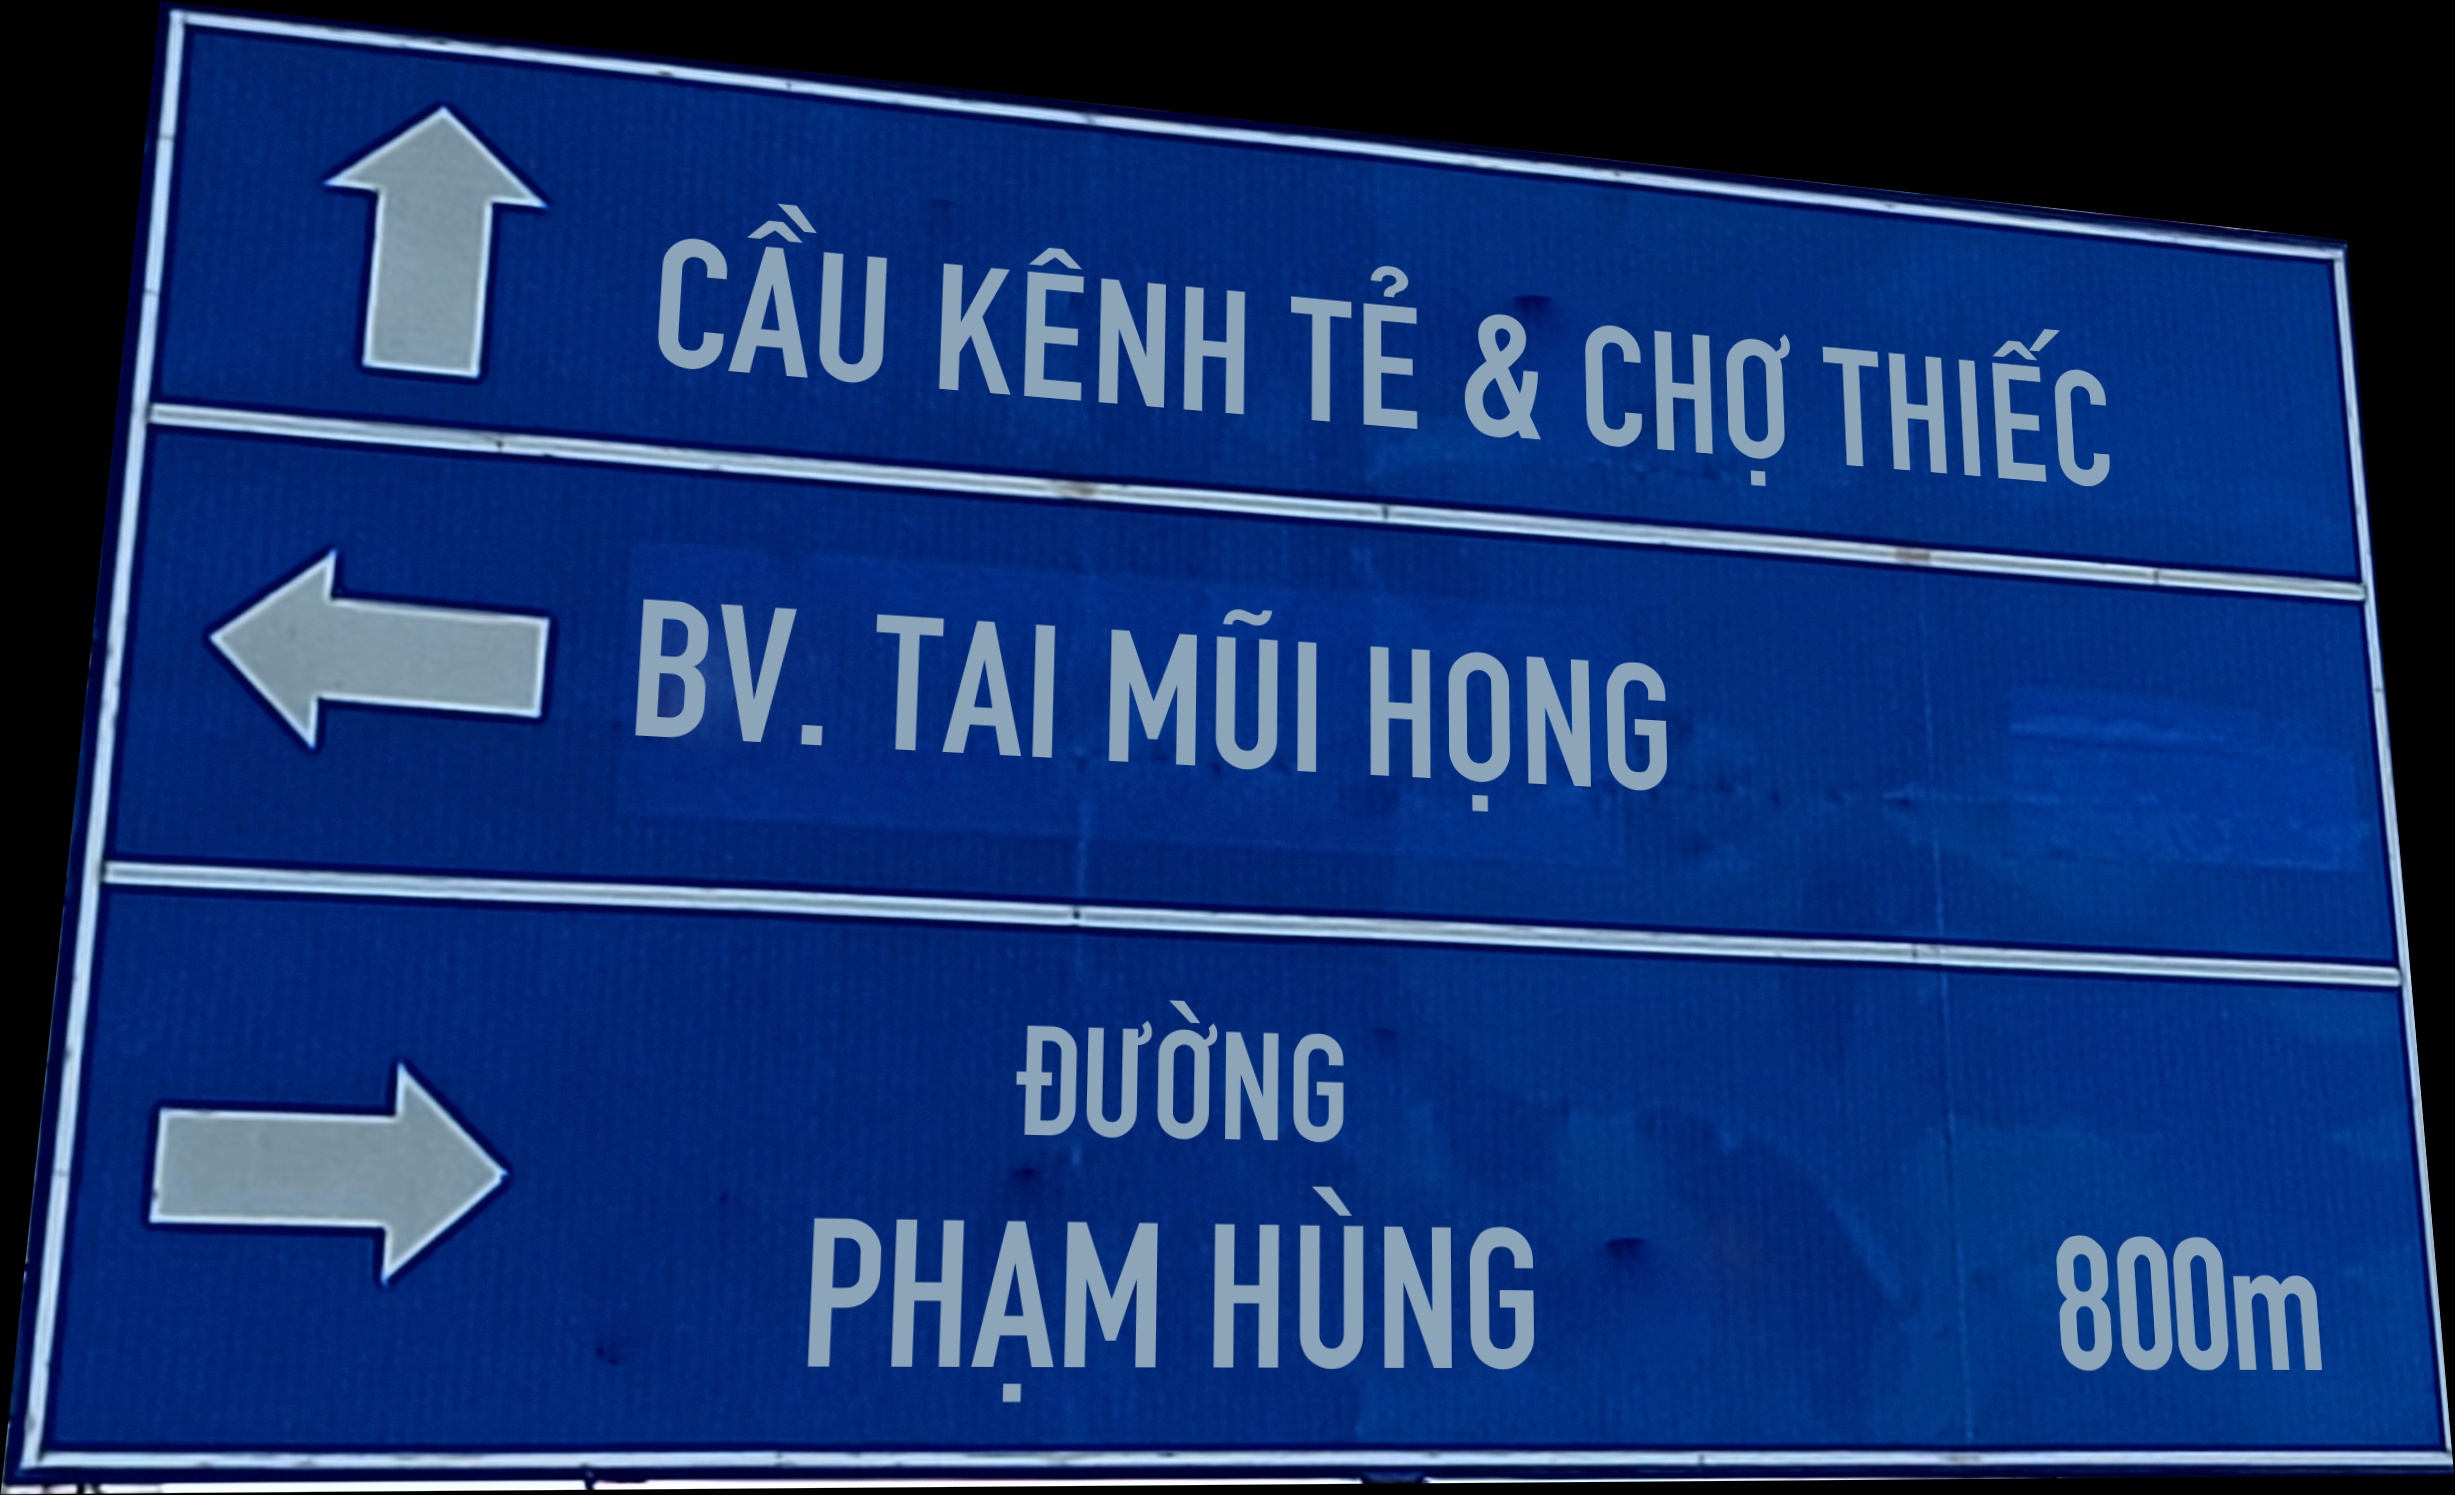 CẦU KÊNH TẺ & CHỢ THIẾC
BV. TAI MŨI HỌNG
ĐƯỜNG
PHẠM HÙNG
800m